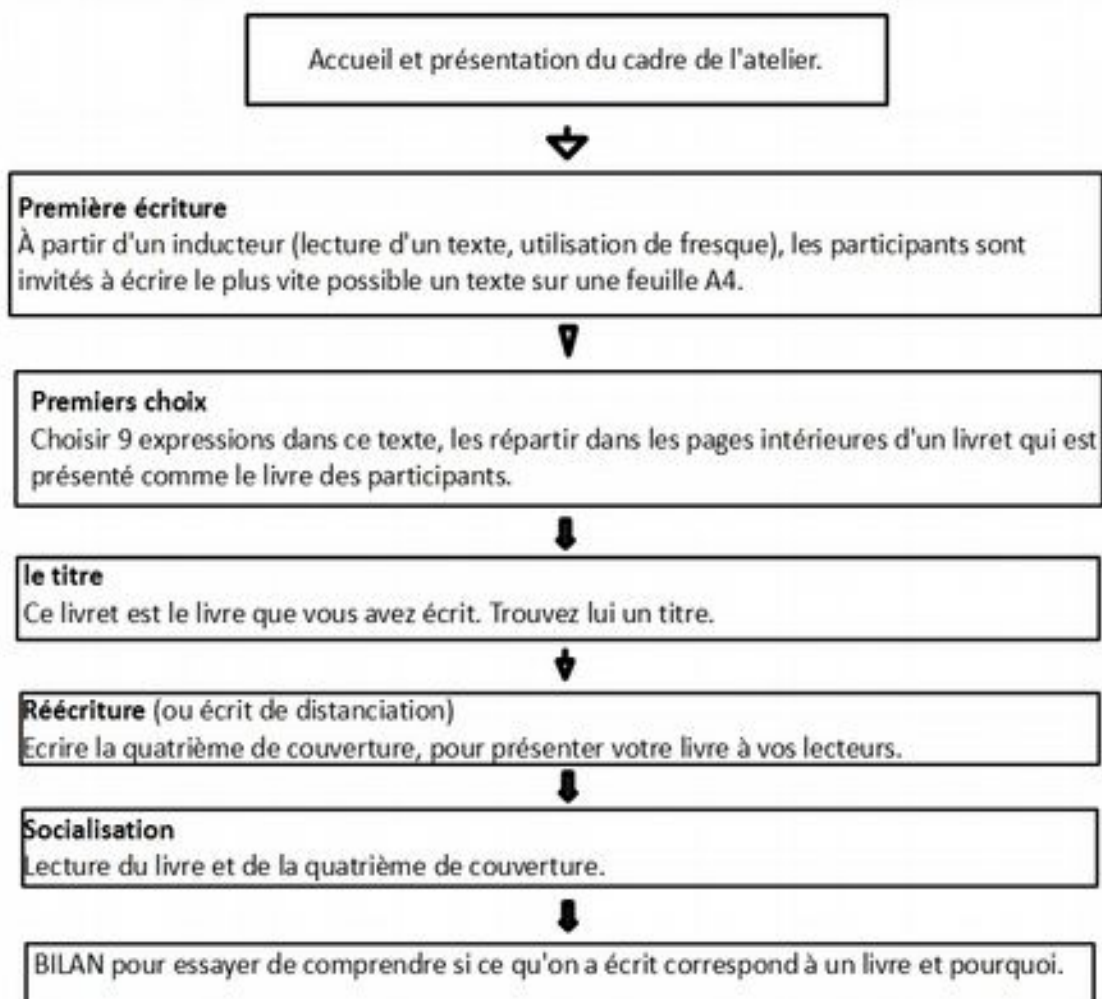 Accueil et présentation du cadre de l'atelier.
Première écriture
À partir d'un inducteur (lecture d'un texte, utilisation de fresque), les participants sont
invités à écrire le plus vite possible un texte sur une feuille A4.
Premiers choix
Choisir 9 expressions dans ce texte, les répartir dans les pages intérieures d'un livret qui est
présenté comme le livre des participants.
le titre
Ce livret est le livre que vous avez écrit. Trouvez lui un titre.
Réécriture (ou écrit de distanciation)
Ecrire la quatrième de couverture, pour présenter votre livre à vos lecteurs.
Socialisation
Lecture du livre et de la quatrième de couverture.
BILAN pour essayer de comprendre si ce qu'on a écrit correspond à un livre et pourquoi.